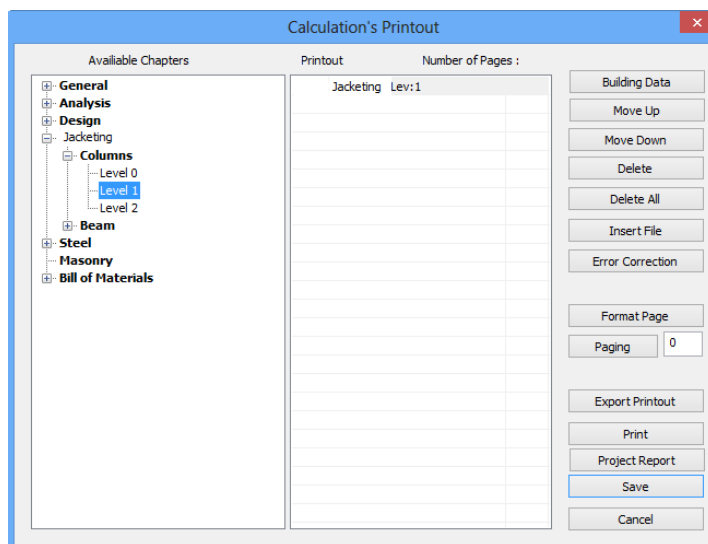 Calculation's Printout
Availiable Chapters
Printout
Number of Pages :
General
Analysis
Design
Jacketing
Columns
Level 0
Level 1
Level 2
Beam
Steel
Masonry
Bill of Materials
Jacketing Lev:1
Building Data
Move Up
Move Down
Delete
Delete All
Insert File
Error Correction
Format Page
Paging 0
Export Printout
Print
Project Report
Save
Cancel